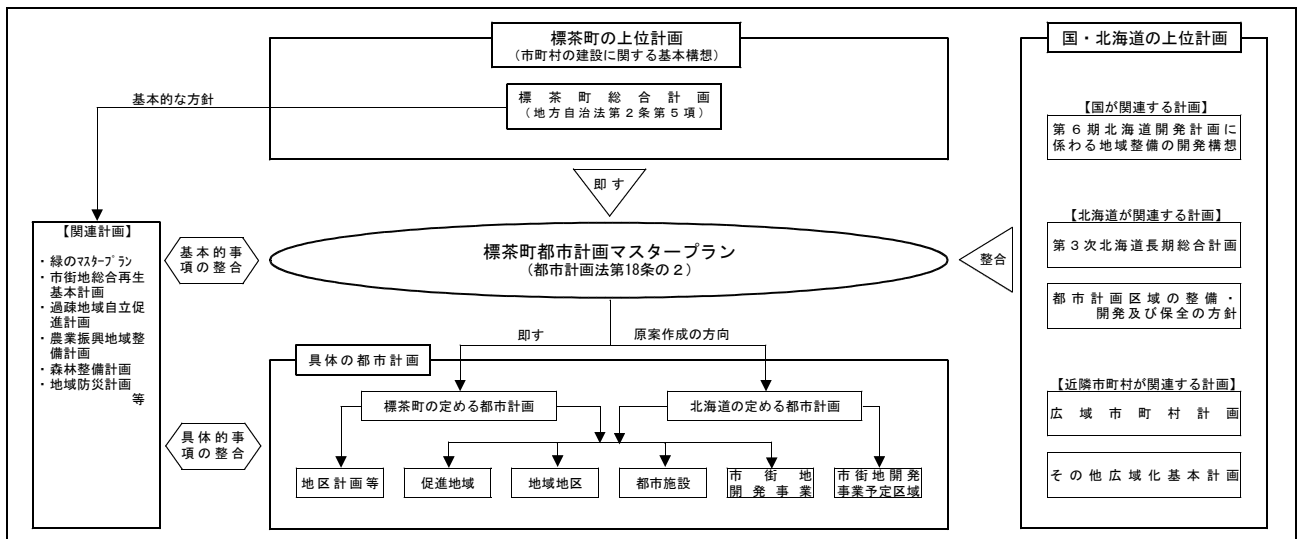 標茶町の上位計画
（市町村の建設に関する基本構想）
標茶町総合計画
（地方自治法第２条第５項）
基本的な方針
即す
国・北海道の上位計画
【国が関連する計画】
第６期北海道開発計画に
係わる地域整備の開発構想
【北海道が関連する計画】
第３次北海道長期総合計画
都市計画区域の整備・
開発及び保全の方針
【近隣市町村が関連する計画】
広域市町村計画
その他広域化基本計画
整合
【関連計画】
・緑のﾏｽﾀｰﾌﾟﾗﾝ
・市街地総合再生
基本計画
・過疎地域自立促
進計画
・農業振興地域整
備計画
・森林整備計画
・地域防災計画
等
基本的事
項の整合
具体的事
項の整合
標茶町都市計画マスタープラン
（都市計画法第18条の２）
即す
原案作成の方向
具体の都市計画
標茶町の定める都市計画
北海道の定める都市計画
地区計画等
促進地域
地域地区
都市施設
市街地
開発事業
市街地開発
事業予定区域